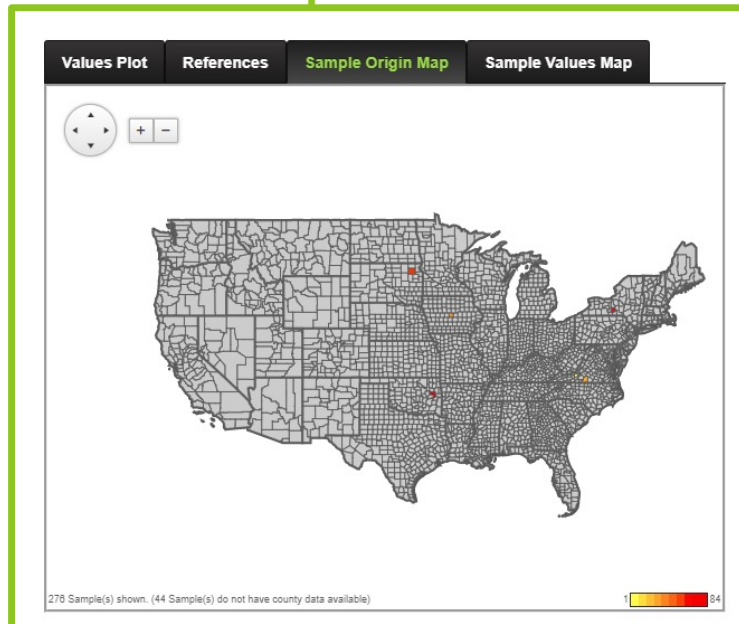 Values Plot References Sample Origin Map Sample Values Map
+ −
276 Sample(s) shown. (44 Sample(s) do not have county data available) 1 84